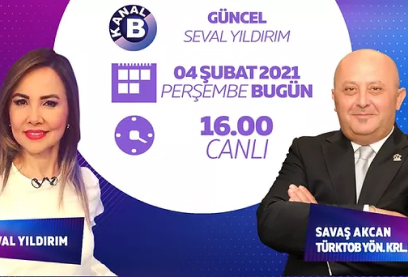 KANAL B
GÜNCEL
SEVAL YILDIRIM
04 ŞUBAT 2021
PERŞEMBE BUGÜN
16.00
CANLI
VAL YILDIRIM
SAVAŞ AKCAN
TÜRKTOB YÖN. KRL.